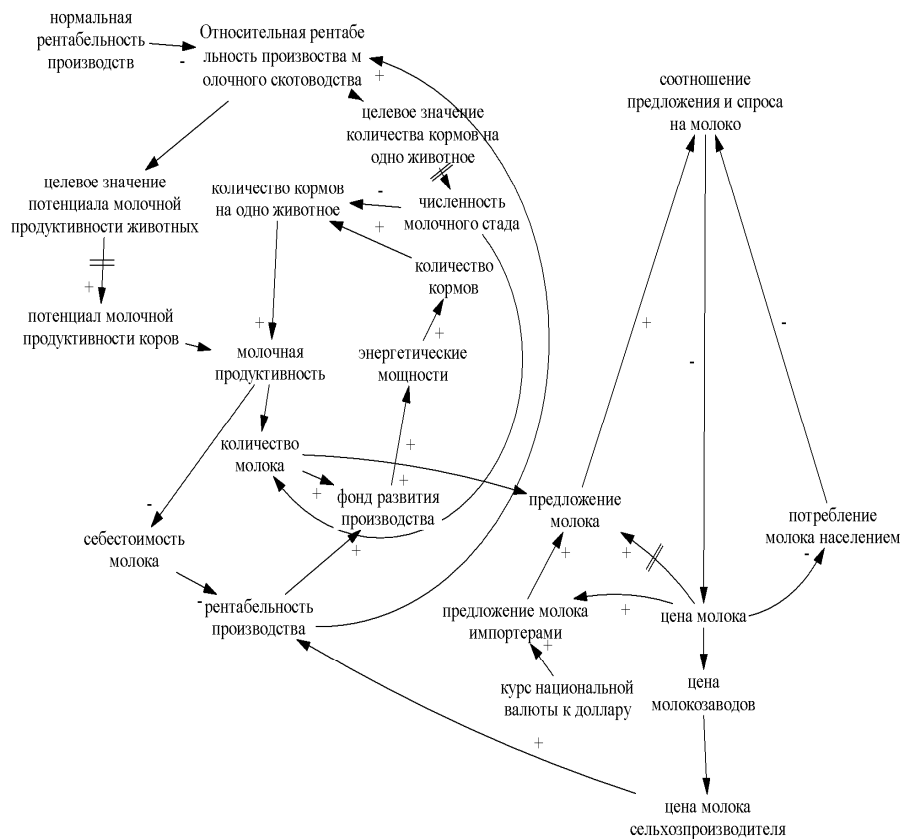 нормальная
рентабельность
производств
-
Относительная рентабе
льность произвоства м
олочного скотоводства
+
целевое значение
количества кормов на
одно животное
соотношение
предложения и спроса
на молоко
целевое значение
потенциала молочной
продуктивности животных
количество кормов
на одно животное
-
+
численность
молочного стада
количество
кормов
+
потенциал молочной
продуктивности коров
+
молочная
продуктивность
+
энергетические
мощности
+
-
-
+
количество
молока
+
+
фонд развития
производства
+
предложение
молока
-
себестоимость
молока
потребление
молока населением
-
+
+
-
рентабельность
производства
предложение молока
импортерами
+
+
цена молока
курс национальной
валюты к доллару
цена
молокозаводов
+
цена молока
сельхозпроизводителя